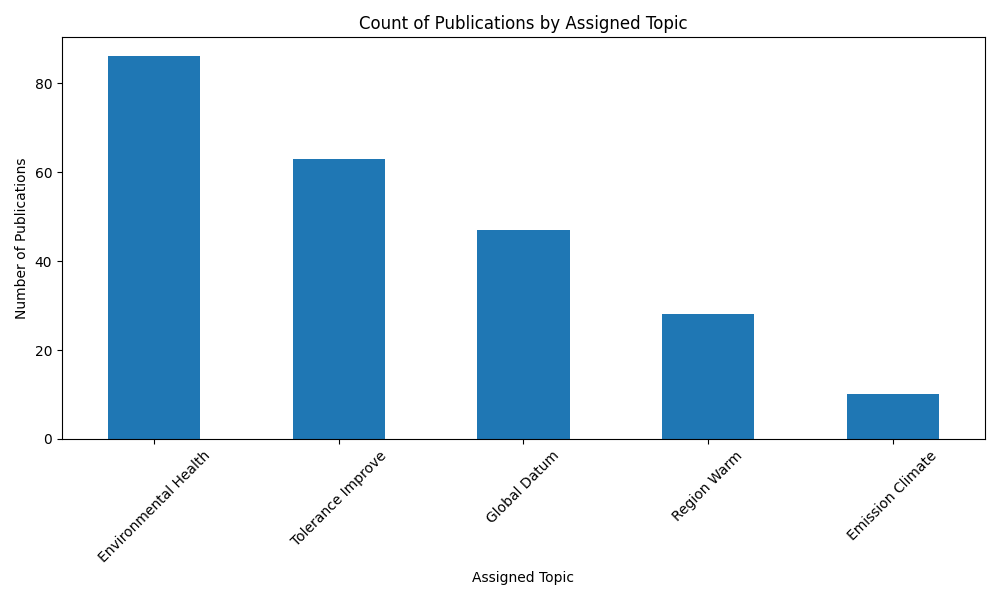 Count of Publications by Assigned Topic
Number of Publications
80
60
40
20
0
Environmental Health
Tolerance Improve
Global Datum
Region Warm
Emission Climate
Assigned Topic